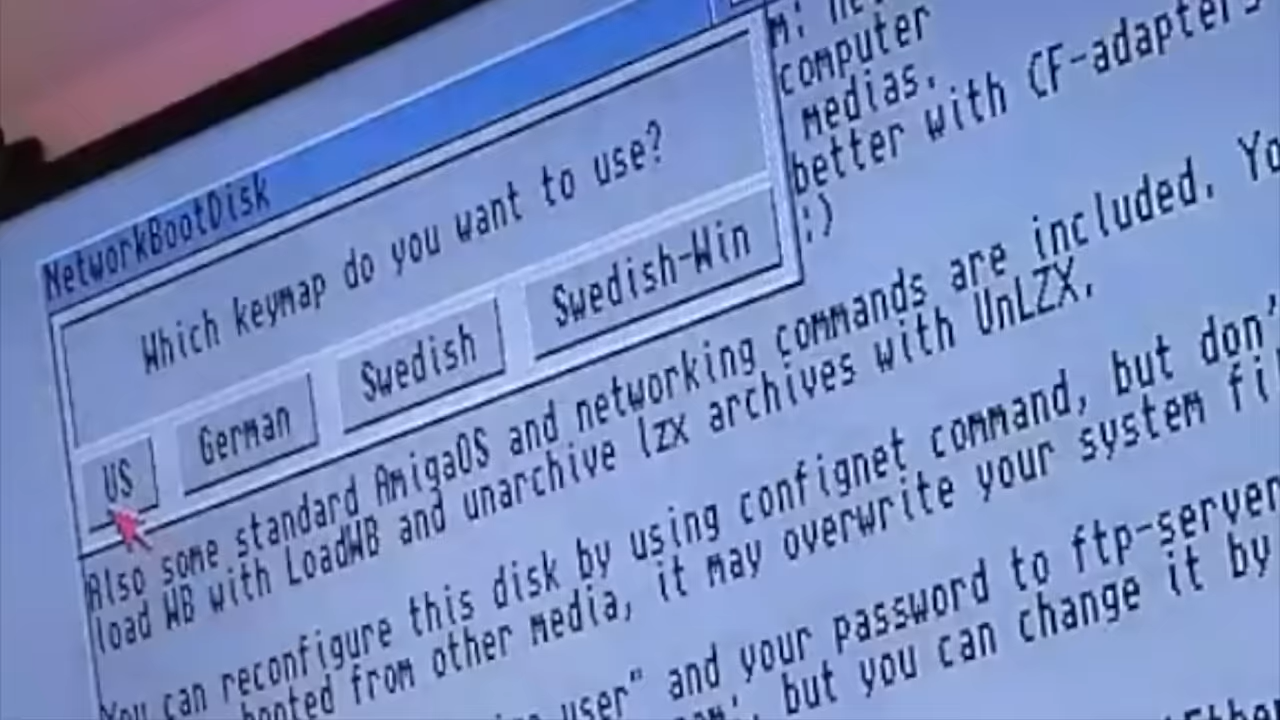 computer
medias.
better with CF-adapters
:)
NetworkBootDisk
Which keymap do you want to use?
US German Swedish Swedish-Win
Also some standard AmigaOS and networking commands are included. Yo
load WB with LoadWB and unarchive lzx archives with UnLZX.
You can reconfigure this disk by using confignet command, but don'
booted from other media, it may overwrite your system fi
user" and your password to ftp-server
but you can change it by